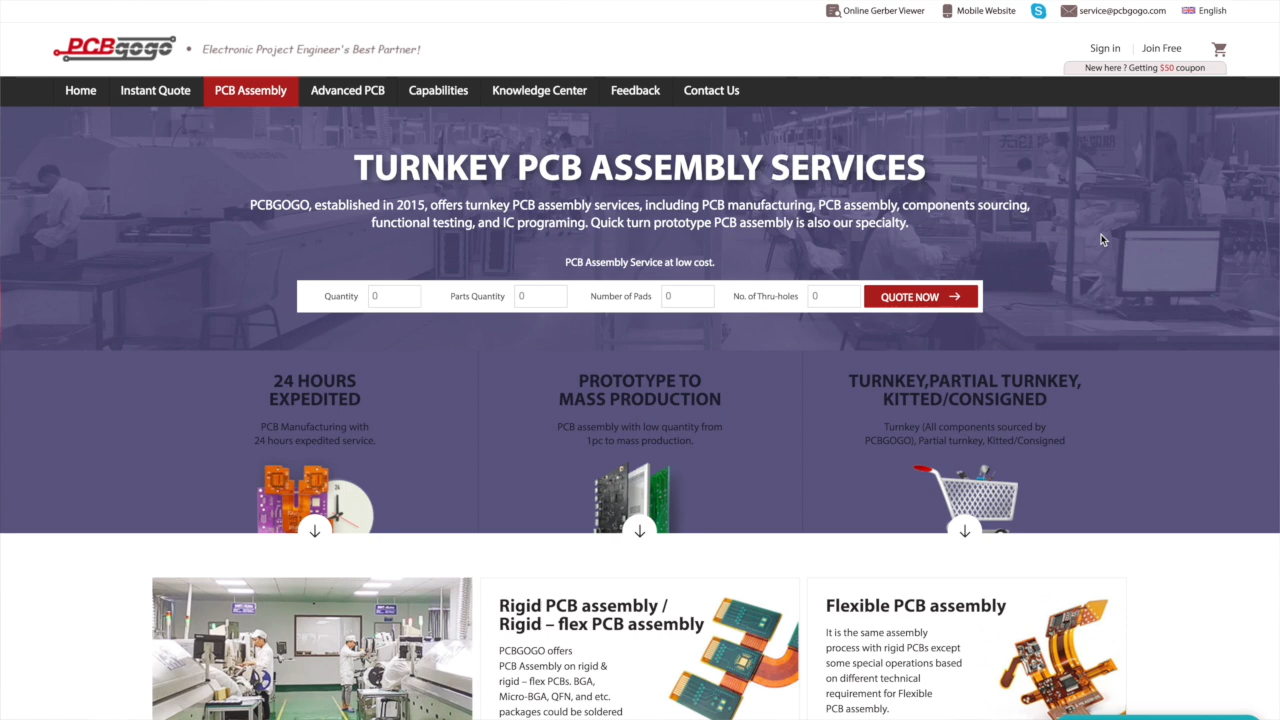 Online Gerber Viewer
Mobile Website
service@pcbgogo.com
English
PCBgogo • Electronic Project Engineer's Best Partner!
Sign in
Join Free
New here ? Getting $50 coupon
Home
Instant Quote
PCB Assembly
Advanced PCB
Capabilities
Knowledge Center
Feedback
Contact Us
TURNKEY PCB ASSEMBLY SERVICES
PCBGOGO, established in 2015, offers turnkey PCB assembly services, including PCB manufacturing, PCB assembly, components sourcing,
functional testing, and IC programing. Quick turn prototype PCB assembly is also our specialty.
PCB Assembly Service at low cost.
Quantity 0
Parts Quantity 0
Number of Pads 0
No. of Thru-holes 0
QUOTE NOW
24 HOURS
EXPEDITED
PCB Manufacturing with
24 hours expedited service.
PROTOTYPE TO
MASS PRODUCTION
PCB assembly with low quantity from
1pc to mass production.
TURNKEY,PARTIAL TURNKEY,
KITTED/CONSIGNED
Turnkey (All components sourced by
PCBGOGO), Partial turnkey, Kitted/Consigned
Rigid PCB assembly /
Rigid – flex PCB assembly
PCBGOGO offers
PCB Assembly on rigid &
rigid – flex PCBs. BGA,
Micro-BGA, QFN, and etc.
packages could be soldered
Flexible PCB assembly
It is the same assembly
process with rigid PCBs except
some special operations based
on different technical
requirement for Flexible
PCB assembly.